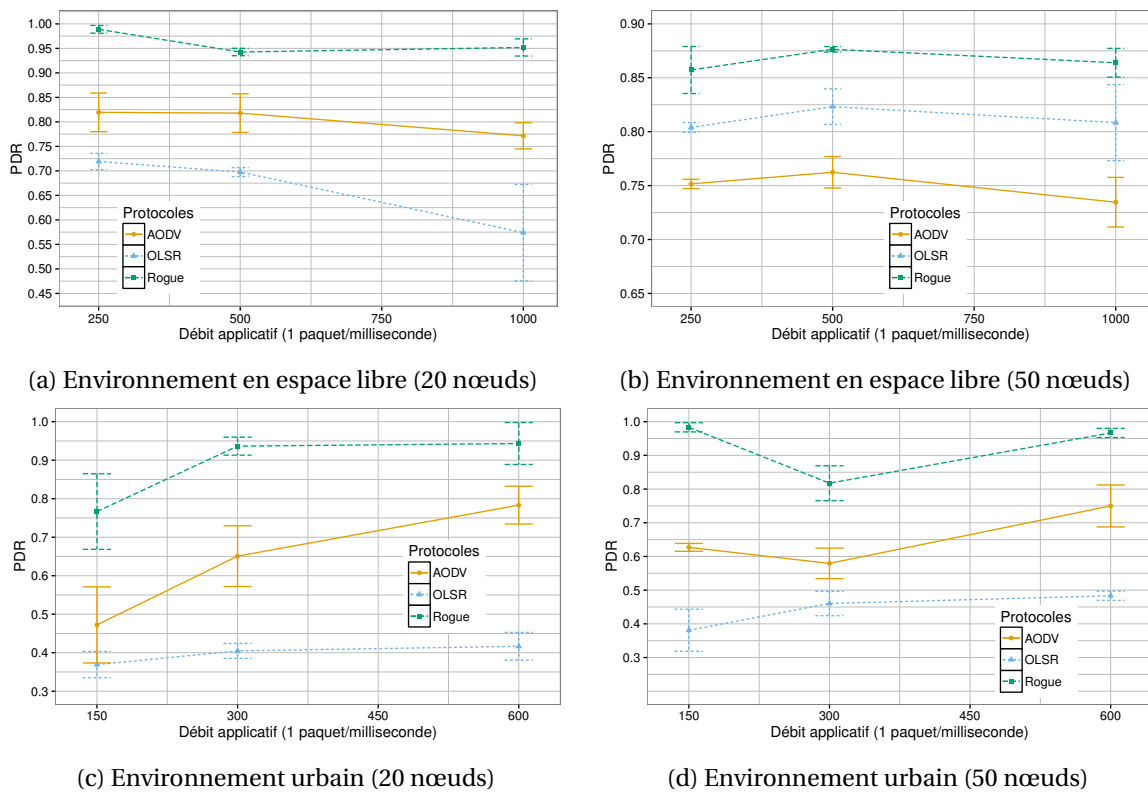 1.00
0.95
0.90
0.85
0.80
0.75
0.70
0.65
0.60
0.55
0.50
0.45
PDR
Protocoles
AODV
OLSR
Rogue
250
500
750
1000
Débit applicatif (1 paquet/milliseconde)
(a) Environnement en espace libre (20 nœuds)
0.90
0.85
0.80
0.75
0.70
0.65
PDR
Protocoles
AODV
OLSR
Rogue
250
500
750
1000
Débit applicatif (1 paquet/milliseconde)
(b) Environnement en espace libre (50 nœuds)
1.0
0.9
0.8
0.7
0.6
0.5
0.4
0.3
PDR
Protocoles
AODV
OLSR
Rogue
150
300
450
600
Débit applicatif (1 paquet/milliseconde)
(c) Environnement urbain (20 nœuds)
1.0
0.9
0.8
0.7
0.6
0.5
0.4
0.3
PDR
Protocoles
AODV
OLSR
Rogue
150
300
450
600
Débit applicatif (1 paquet/milliseconde)
(d) Environnement urbain (50 nœuds)